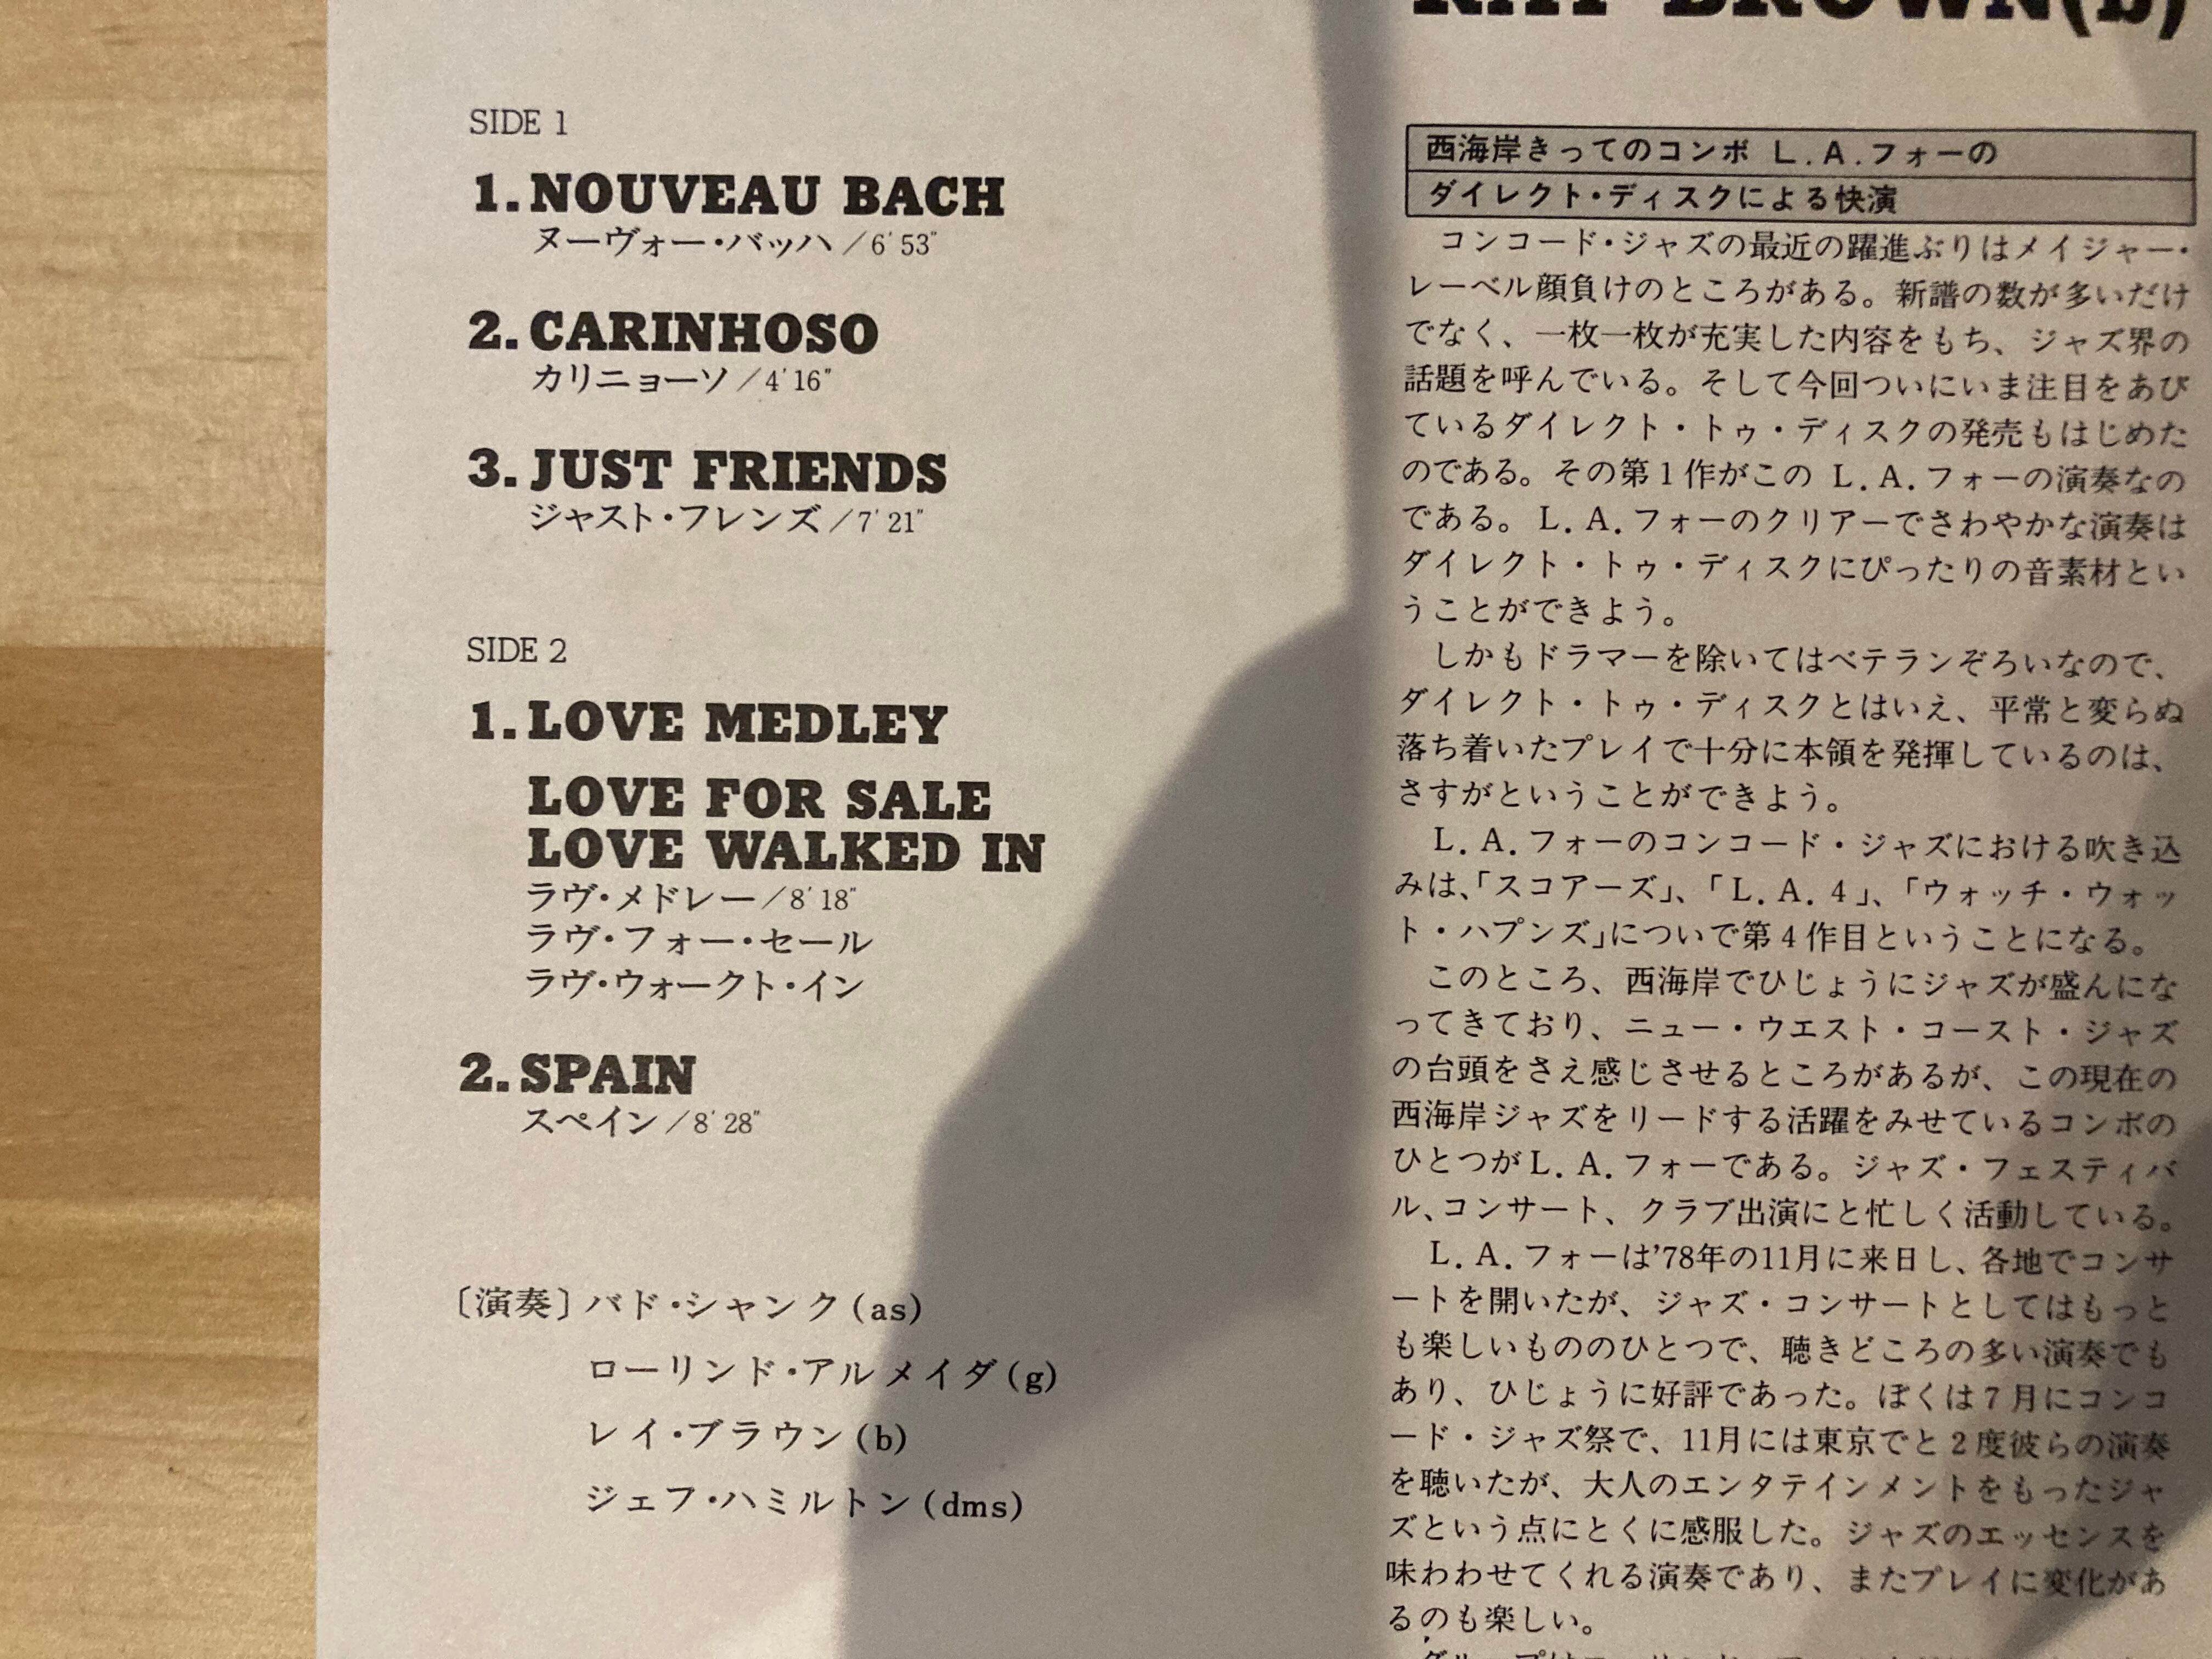 SIDE 1
1. NOUVEAU BACH
ヌーヴォー・バッハ／6′53″
2. CARINHOSO
カリニョーソ／4′16″
3. JUST FRIENDS
ジャスト・フレンズ／7′21″
SIDE 2
1. LOVE MEDLEY
LOVE FOR SALE
LOVE WALKED IN
ラヴ・メドレー／8′18″
ラヴ・フォー・セール
ラヴ・ウォークト・イン
2. SPAIN
スペイン／8′28″
〔演奏〕バド・シャンク(as)
ローリンド・アルメイダ(g)
レイ・ブラウン(b)
ジェフ・ハミルトン(dms)
RAY BROWN(b)
西海岸きってのコンボ L.A.フォーの
ダイレクト・ディスクによる快演
コンコード・ジャズの最近の躍進ぶりはメイジャー・
レーベル顔負けのところがある。新譜の数が多いだけ
でなく、一枚一枚が充実した内容をもち、ジャズ界の
話題を呼んでいる。そして今回ついにいま注目をあび
ているダイレクト・トゥ・ディスクの発売もはじめた
のである。その第1作がこの L.A.フォーの演奏なの
である。L.A.フォーのクリアーでさわやかな演奏は
ダイレクト・トゥ・ディスクにぴったりの音素材とい
うことができよう。
しかもドラマーを除いてはベテランぞろいなので、
ダイレクト・トゥ・ディスクとはいえ、平常と変らぬ
落ち着いたプレイで十分に本領を発揮しているのは、
さすがということができよう。
L.A.フォーのコンコード・ジャズにおける吹き込
みは、「スコアーズ」、「L.A.4」、「ウォッチ・ウォッ
ト・ハプンズ」についで第4作目ということになる。
このところ、西海岸でひじょうにジャズが盛んにな
ってきており、ニュー・ウエスト・コースト・ジャズ
の台頭をさえ感じさせるところがあるが、この現在の
西海岸ジャズをリードする活躍をみせているコンボの
ひとつがL.A.フォーである。ジャズ・フェスティバ
ル、コンサート、クラブ出演にと忙しく活動している。
L.A.フォーは'78年の11月に来日し、各地でコンサ
ートを開いたが、ジャズ・コンサートとしてはもっと
も楽しいもののひとつで、聴きどころの多い演奏でも
あり、ひじょうに好評であった。ぼくは7月にコンコ
ード・ジャズ祭で、11月には東京でと2度彼らの演奏
を聴いたが、大人のエンタテインメントをもったジャ
ズという点にとくに感服した。ジャズのエッセンスを
味わわせてくれる演奏であり、またプレイに変化があ
るのも楽しい。